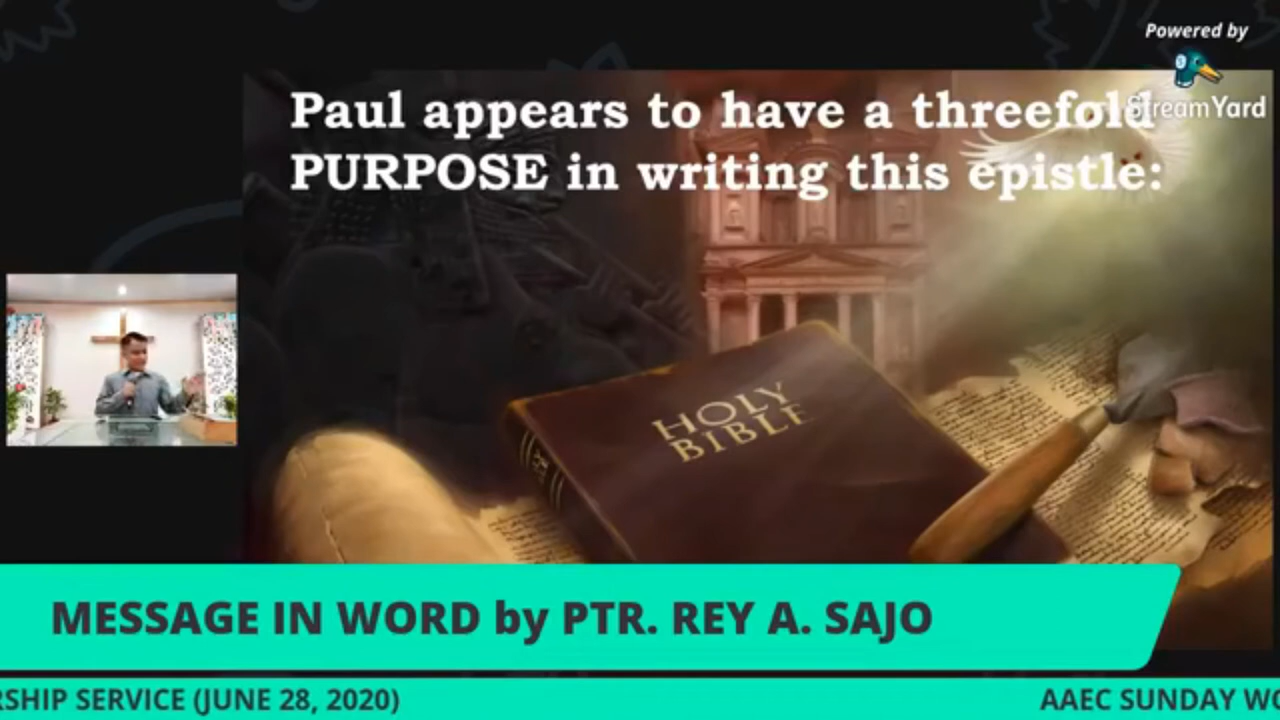 Powered by
StreamYard
Paul appears to have a threefold
PURPOSE in writing this epistle:
HOLY
BIBLE
MESSAGE IN WORD by PTR. REY A. SAJO
RSHIP SERVICE (JUNE 28, 2020)
AAEC SUNDAY WO